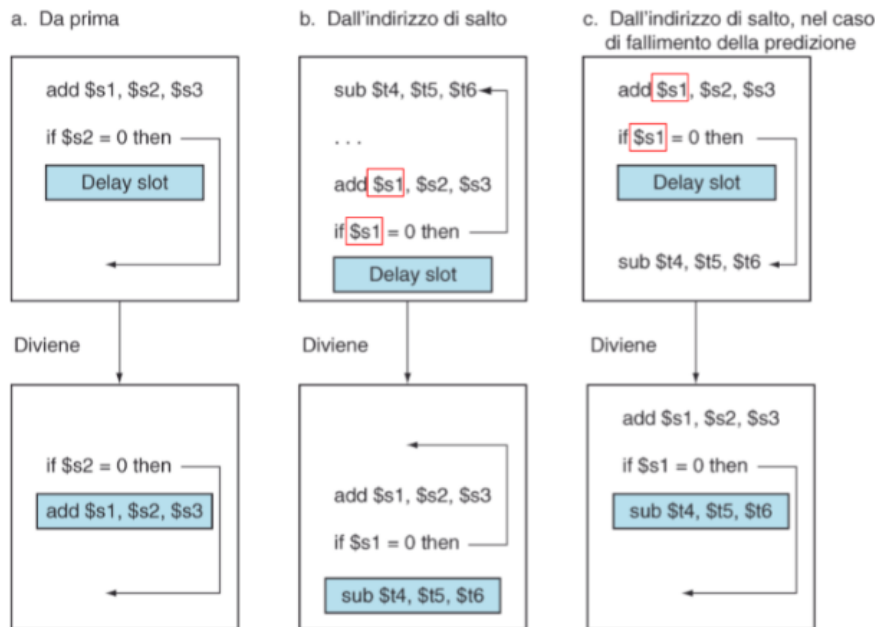 a. Da prima
add $s1, $s2, $s3
if $s2 = 0 then
Delay slot
Diviene
if $s2 = 0 then
add $s1, $s2, $s3
b. Dall'indirizzo di salto
sub $t4, $t5, $t6
. . .
add $s1, $s2, $s3
if $s1 = 0 then
Delay slot
Diviene
add $s1, $s2, $s3
if $s1 = 0 then
sub $t4, $t5, $t6
c. Dall'indirizzo di salto, nel caso
di fallimento della predizione
add $s1, $s2, $s3
if $s1 = 0 then
Delay slot
sub $t4, $t5, $t6
Diviene
add $s1, $s2, $s3
if $s1 = 0 then
sub $t4, $t5, $t6